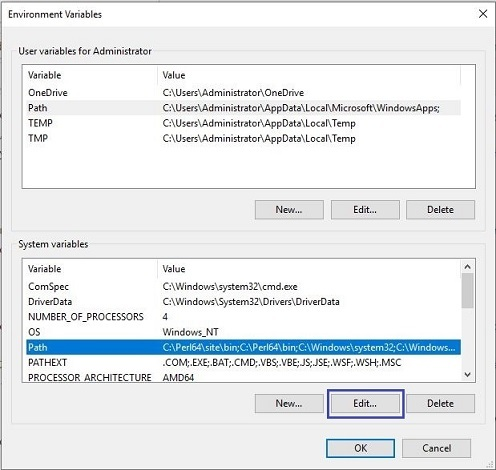 Environment Variables
User variables for Administrator
Variable Value
OneDrive C:\Users\Administrator\OneDrive
Path C:\Users\Administrator\AppData\Local\Microsoft\WindowsApps;
TEMP C:\Users\Administrator\AppData\Local\Temp
TMP C:\Users\Administrator\AppData\Local\Temp
New... Edit... Delete
System variables
Variable Value
ComSpec C:\Windows\system32\cmd.exe
DriverData C:\Windows\System32\Drivers\DriverData
NUMBER_OF_PROCESSORS 4
OS Windows_NT
Path C:\Perl64\site\bin;C:\Perl64\bin;C:\Windows\system32;C:\Windows...
PATHEXT .COM;.EXE;.BAT;.CMD;.VBS;.VBE;.JS;.JSE;.WSF;.WSH;.MSC
PROCESSOR_ARCHITECTURE AMD64
New... Edit... Delete
OK Cancel